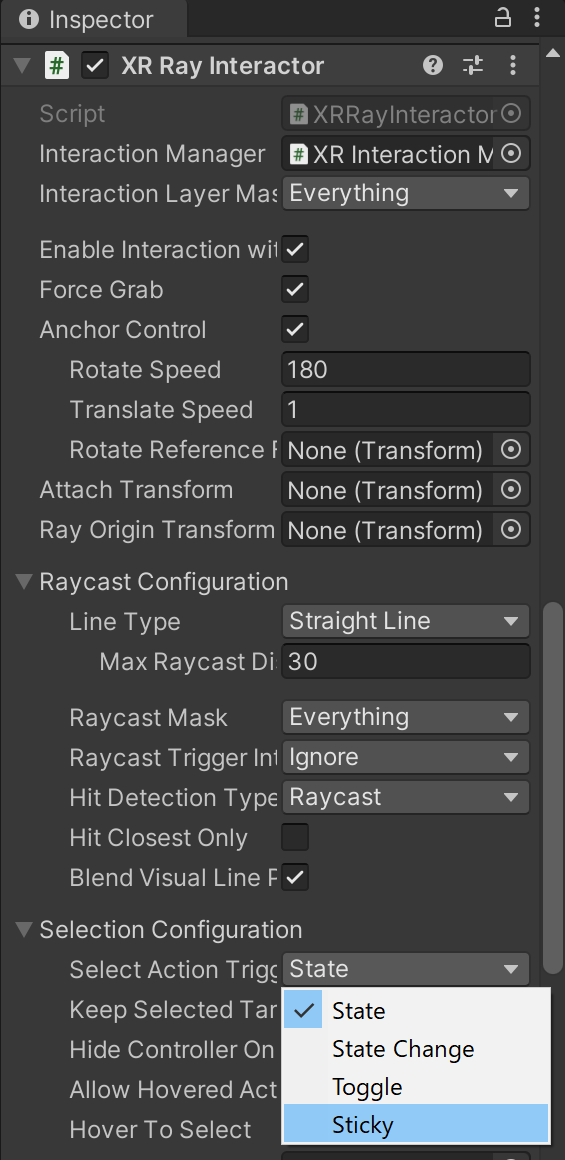 Inspector
# XR Ray Interactor
Script # XRRayInteractor
Interaction Manager # XR Interaction M
Interaction Layer Mas Everything
Enable Interaction wit
Force Grab
Anchor Control
Rotate Speed 180
Translate Speed 1
Rotate Reference F None (Transform)
Attach Transform None (Transform)
Ray Origin Transform None (Transform)
Raycast Configuration
Line Type Straight Line
Max Raycast Di 30
Raycast Mask Everything
Raycast Trigger Int Ignore
Hit Detection Type Raycast
Hit Closest Only
Blend Visual Line P
Selection Configuration
Select Action Trigg State
Keep Selected Tar State
Hide Controller On State Change
Allow Hovered Act Toggle
Hover To Select Sticky